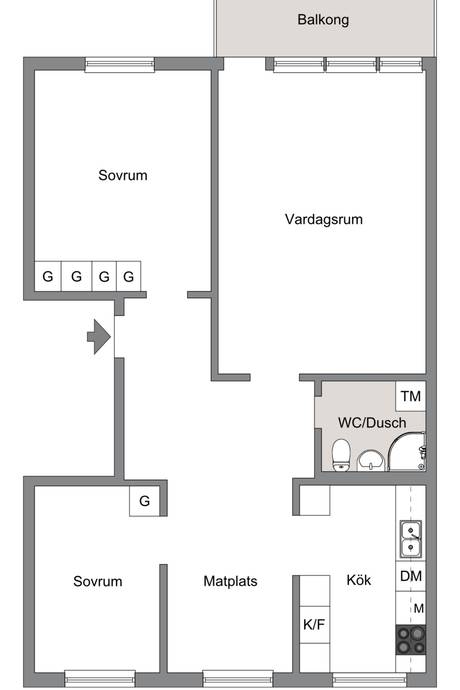 Balkong
Sovrum
Vardagsrum
G G G G
TM
WC/Dusch
G
Sovrum
Matplats
Kök
DM
M
K/F